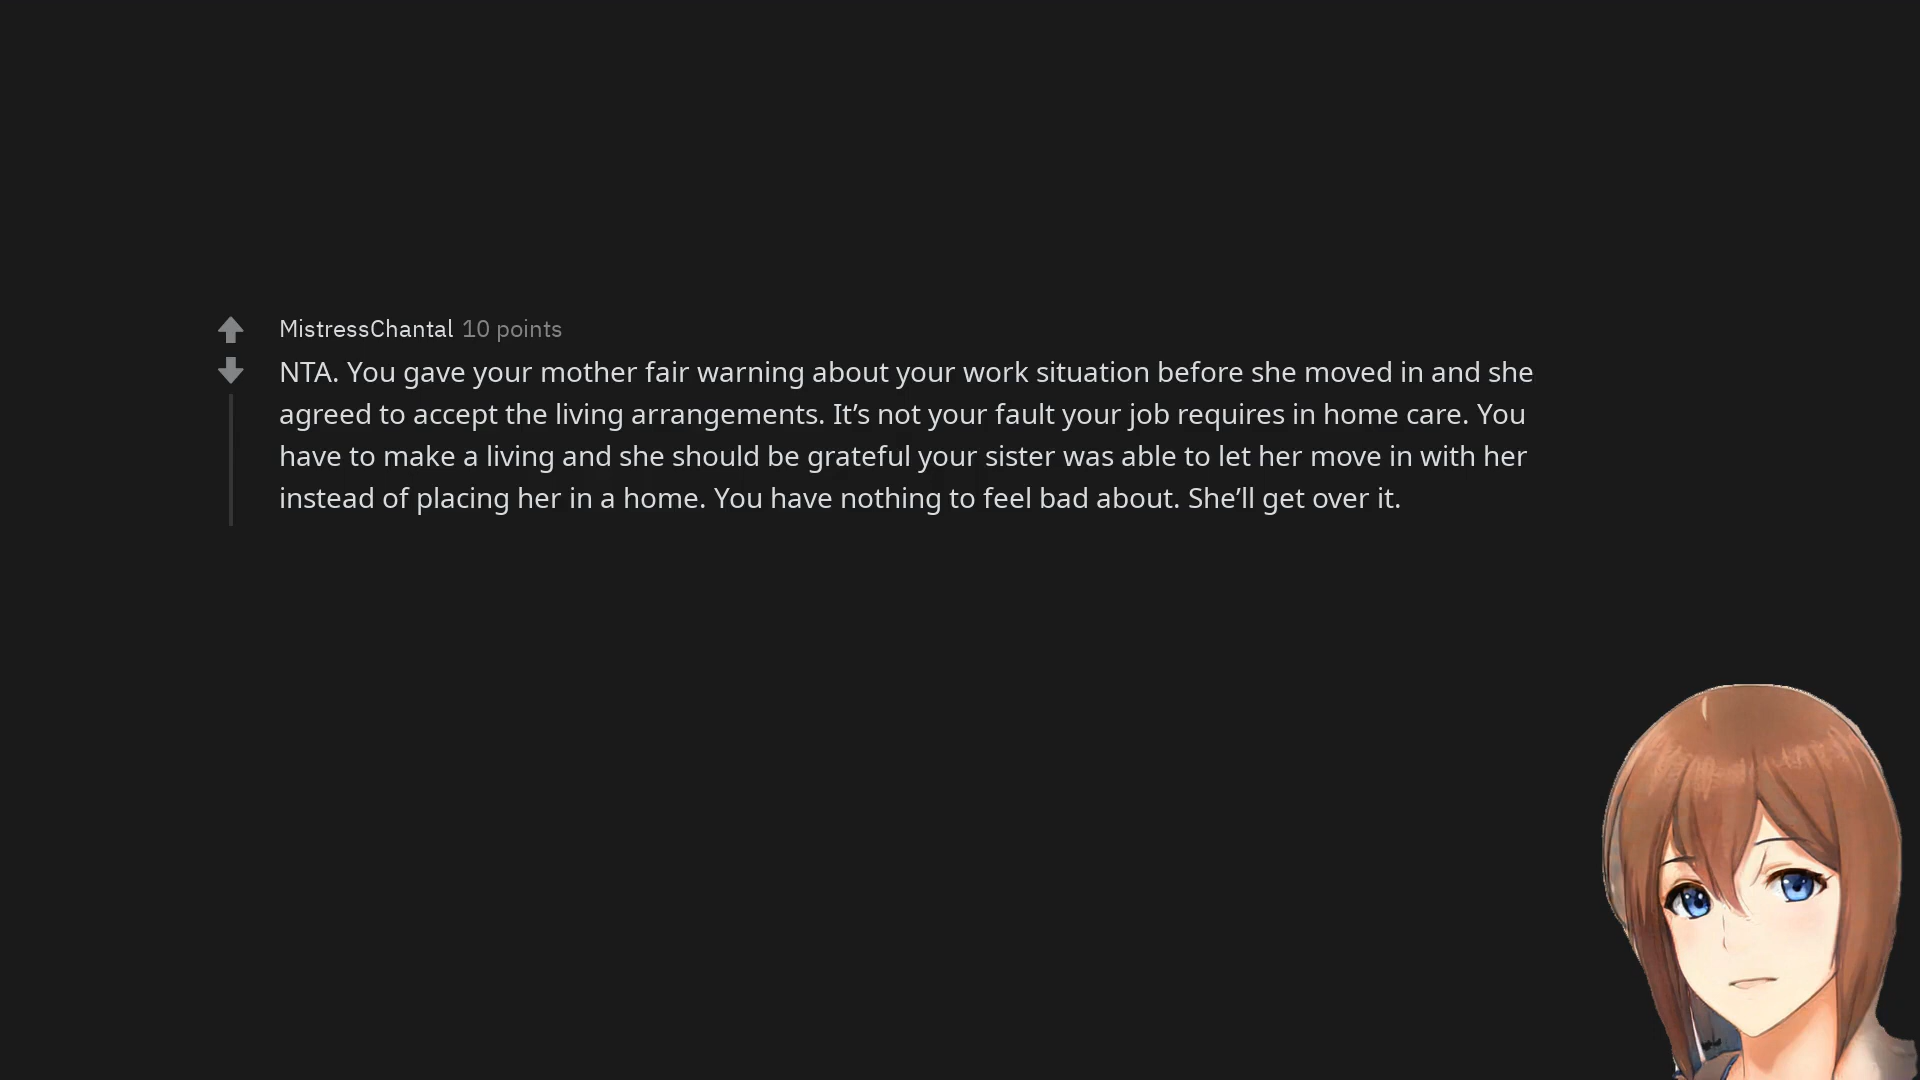 MistressChantal 10 points
NTA. You gave your mother fair warning about your work situation before she moved in and she
agreed to accept the living arrangements. It’s not your fault your job requires in home care. You
have to make a living and she should be grateful your sister was able to let her move in with her
instead of placing her in a home. You have nothing to feel bad about. She’ll get over it.